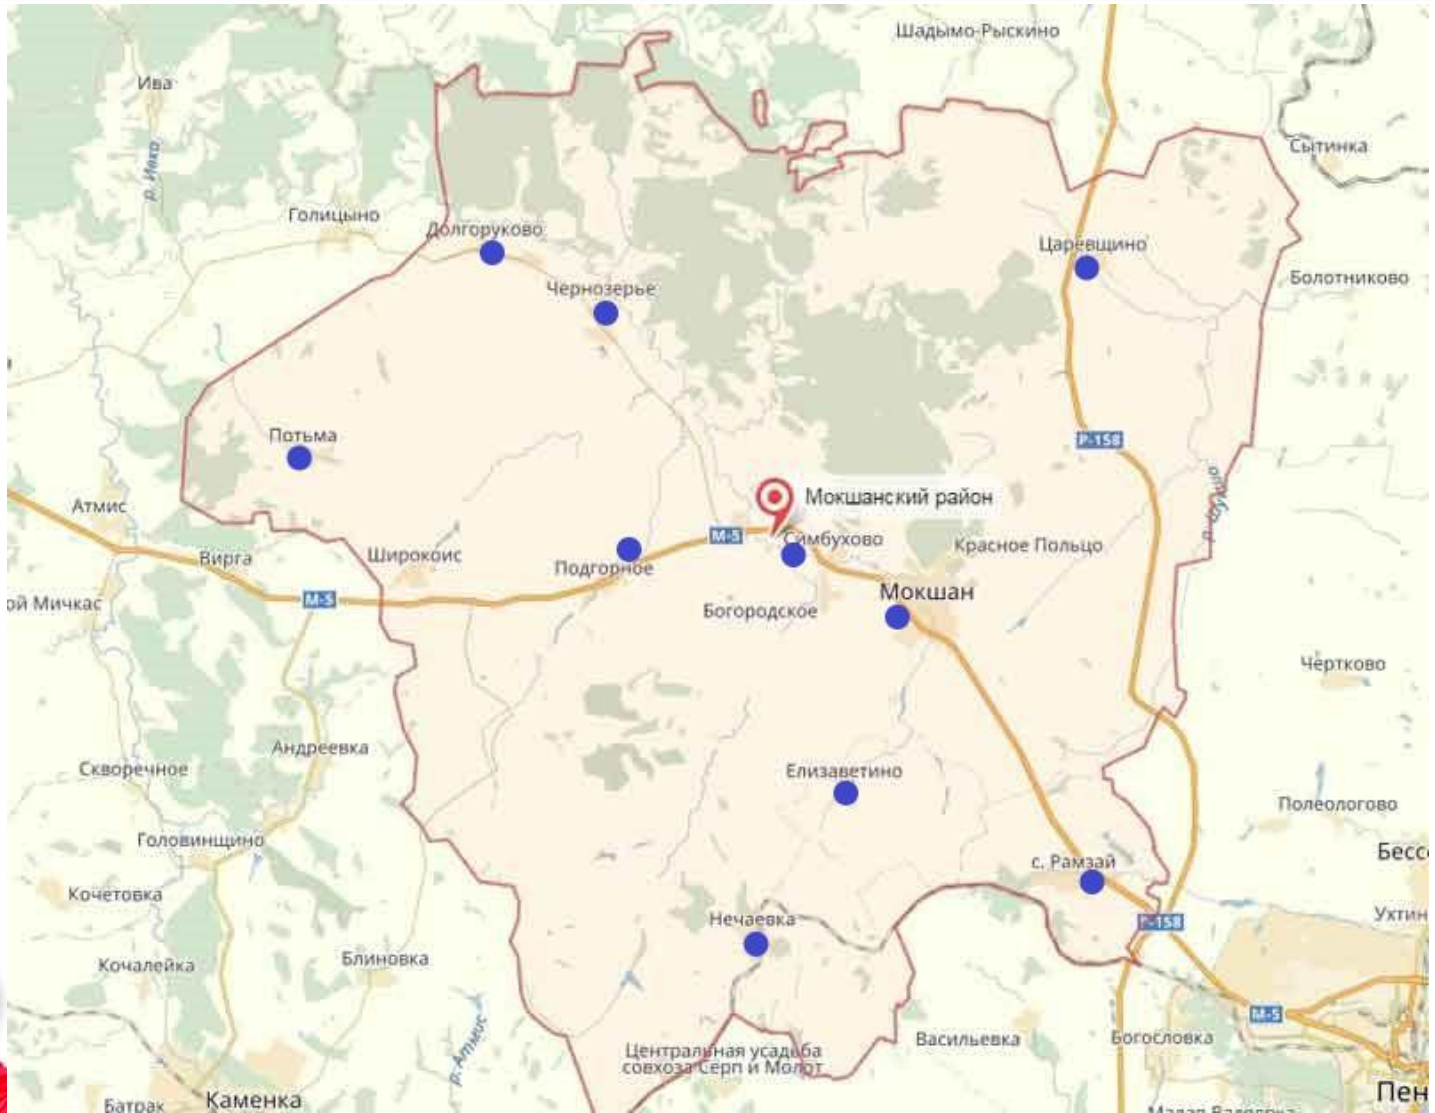 Шадымо-Рыскино
Ива
р. Ивка
Сытинка
Голицыно
Долгоруково
Царевщино
Болотниково
Чернозерье
Потьма
Р-158
Атмис
Мокшанский район
р. Шукша
М-5
Симбухово
Красное Польцо
Вирга
Широкоис
Подгорное
ой Мичкас
М-5
Богородское
Мокшан
Чертково
Андреевка
Скворечное
Елизаветино
Полеологово
Головинщино
Бессо
с. Рамзай
Кочетовка
Нечаевка
Р-158
Ухтин
Кочалейка
Блиновка
М-5
р. Атмис
Васильевка
Богословка
Центральная усадьба
совхоза Серп и Молот
Каменка
Батрак
Пен